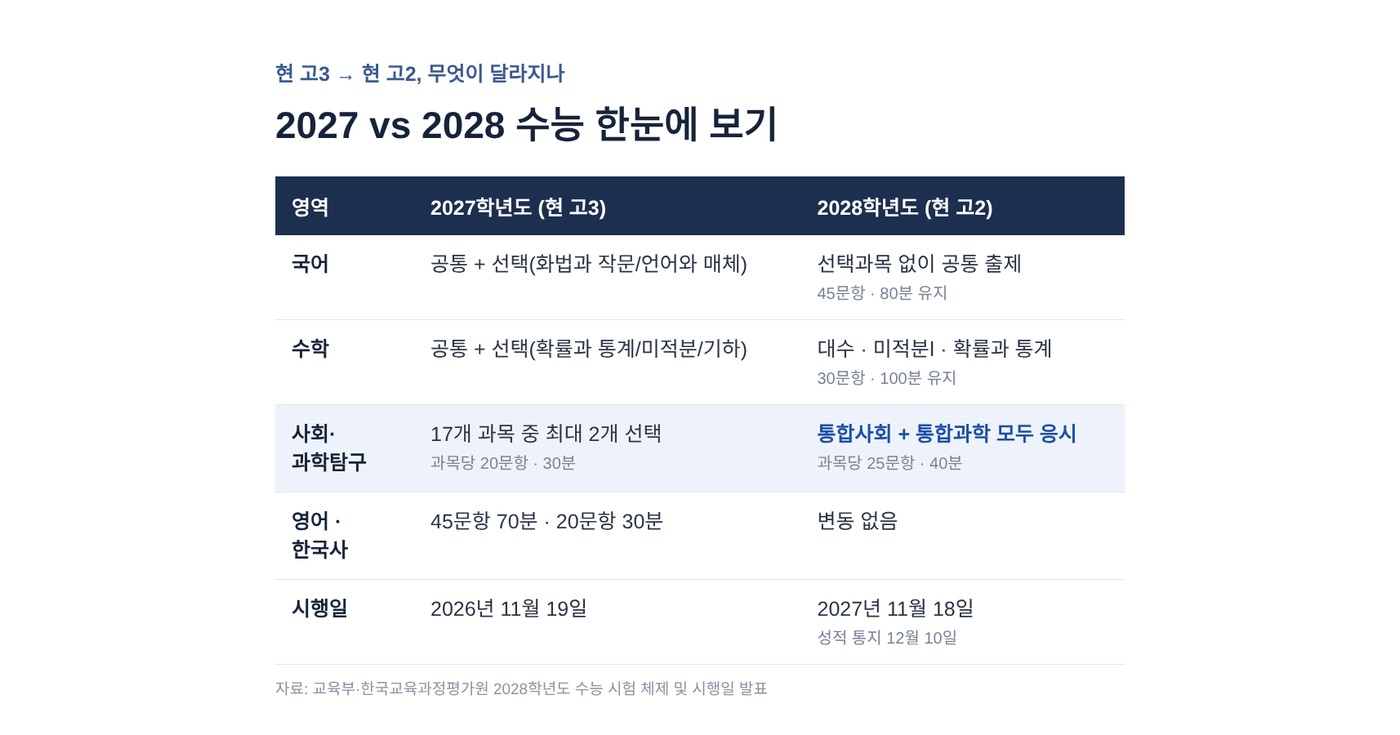 현 고3 → 현 고2, 무엇이 달라지나
2027 vs 2028 수능 한눈에 보기
영역 2027학년도 (현 고3) 2028학년도 (현 고2)
국어 공통 + 선택(화법과 작문/언어와 매체) 선택과목 없이 공통 출제
45문항 · 80분 유지
수학 공통 + 선택(확률과 통계/미적분/기하) 대수 · 미적분I · 확률과 통계
30문항 · 100분 유지
사회· 17개 과목 중 최대 2개 선택 통합사회 + 통합과학 모두 응시
과학탐구 과목당 20문항 · 30분 과목당 25문항 · 40분
영어 · 45문항 70분 · 20문항 30분 변동 없음
한국사
시행일 2026년 11월 19일 2027년 11월 18일
성적 통지 12월 10일
자료: 교육부·한국교육과정평가원 2028학년도 수능 시험 체제 및 시행일 발표